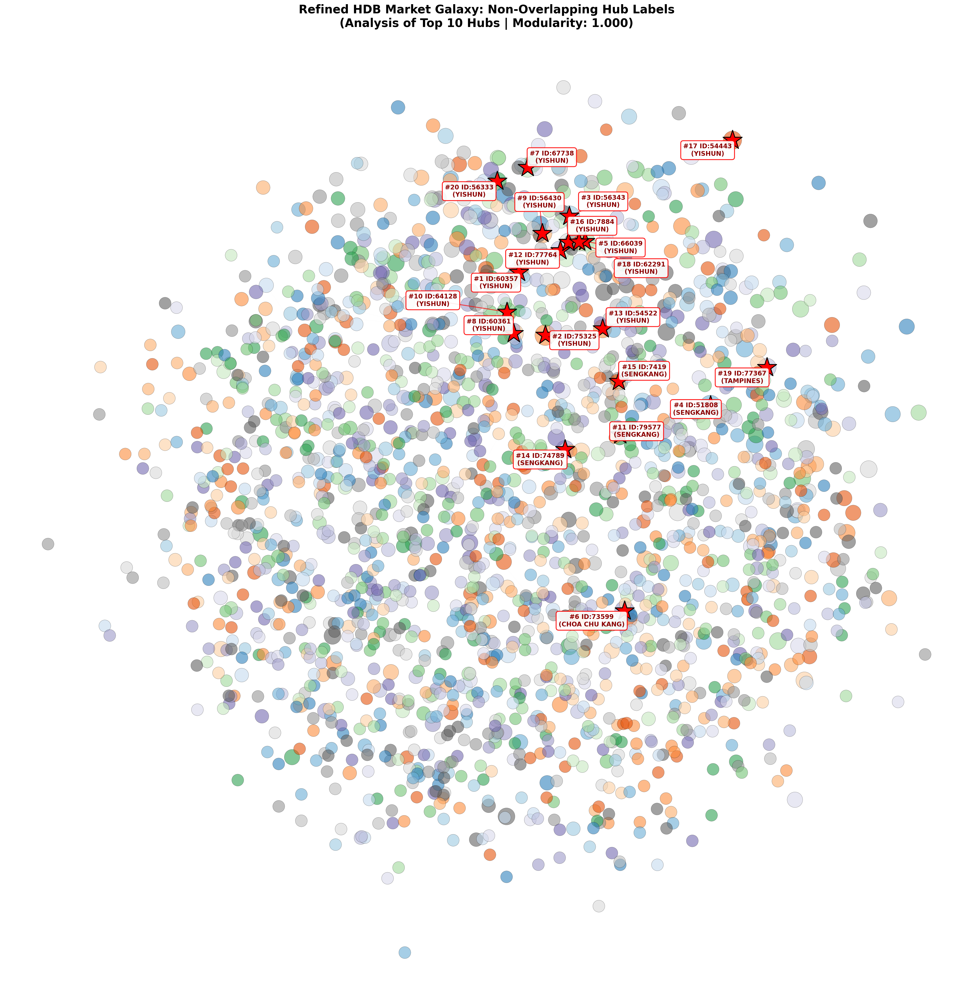 Refined HDB Market Galaxy: Non-Overlapping Hub Labels
(Analysis of Top 10 Hubs | Modularity: 1.000)
#17 ID:54443
(YISHUN)
#7 ID:67738
(YISHUN)
#20 ID:56333
(YISHUN)
#9 ID:56430
(YISHUN)
#3 ID:56343
(YISHUN)
#16 ID:7884
(YISHUN)
#5 ID:66039
(YISHUN)
#12 ID:77764
(YISHUN)
#18 ID:62291
(YISHUN)
#1 ID:60357
(YISHUN)
#10 ID:64128
(YISHUN)
#13 ID:54522
(YISHUN)
#8 ID:60361
(YISHUN)
#2 ID:75325
(YISHUN)
#15 ID:7419
(SENGKANG)
#19 ID:77367
(TAMPINES)
#4 ID:51808
(SENGKANG)
#11 ID:79577
(SENGKANG)
#14 ID:74789
(SENGKANG)
#6 ID:73599
(CHOA CHU KANG)